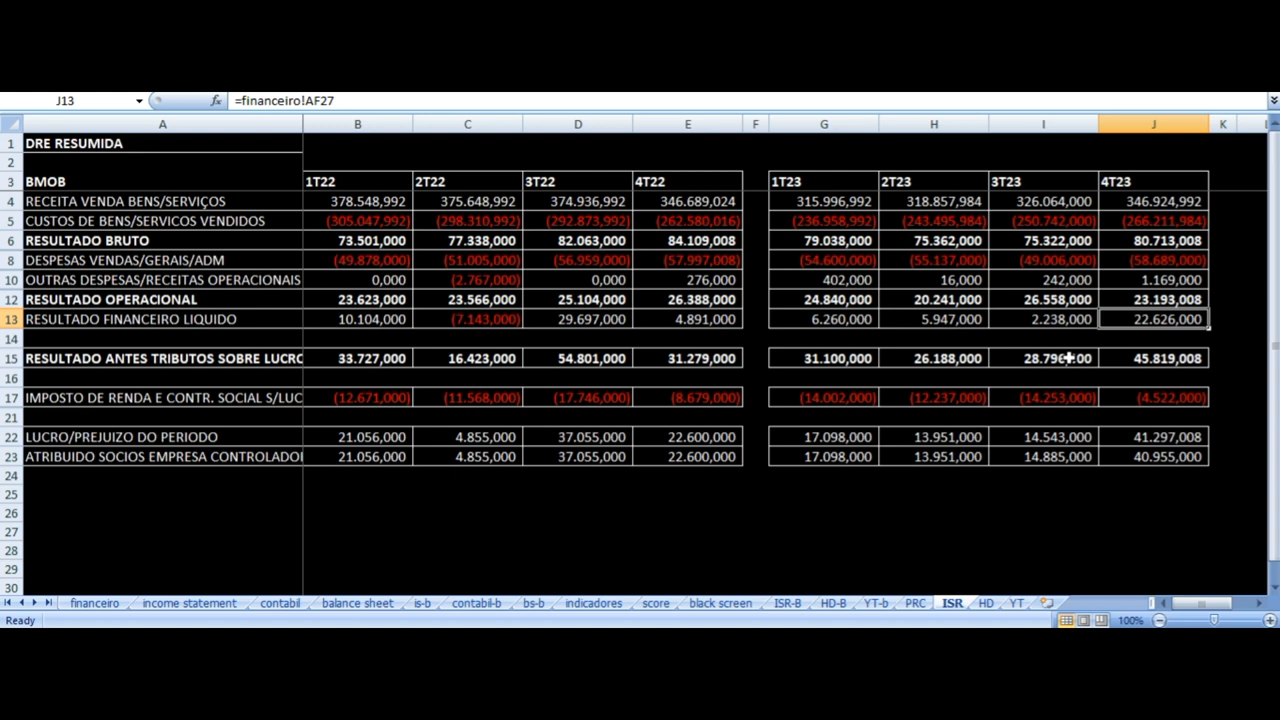 J13 fx =financeiro!AF27
A B C D E F G H I J K
1 DRE RESUMIDA
2
3 BMOB 1T22 2T22 3T22 4T22 1T23 2T23 3T23 4T23
4 RECEITA VENDA BENS/SERVIÇOS 378.548,992 375.648,992 374.936,992 346.689,024 315.996,992 318.857,984 326.064,000 346.924,992
5 CUSTOS DE BENS/SERVICOS VENDIDOS (305.047,992) (298.310,992) (292.873,992) (262.580,016) (236.958,992) (243.495,984) (250.742,000) (266.211,984)
6 RESULTADO BRUTO 73.501,000 77.338,000 82.063,000 84.109,008 79.038,000 75.362,000 75.322,000 80.713,008
8 DESPESAS VENDAS/GERAIS/ADM (49.878,000) (51.005,000) (56.959,000) (57.997,008) (54.600,000) (55.137,000) (49.006,000) (58.689,000)
10 OUTRAS DESPESAS/RECEITAS OPERACIONAIS 0,000 (2.767,000) 0,000 276,000 402,000 16,000 242,000 1.169,000
12 RESULTADO OPERACIONAL 23.623,000 23.566,000 25.104,000 26.388,000 24.840,000 20.241,000 26.558,000 23.193,008
13 RESULTADO FINANCEIRO LIQUIDO 10.104,000 (7.143,000) 29.697,000 4.891,000 6.260,000 5.947,000 2.238,000 22.626,000
14
15 RESULTADO ANTES TRIBUTOS SOBRE LUCRO 33.727,000 16.423,000 54.801,000 31.279,000 31.100,000 26.188,000 45.819,008
16
17 IMPOSTO DE RENDA E CONTR. SOCIAL S/LUC (12.671,000) (11.568,000) (17.746,000) (8.679,000) (14.002,000) (12.237,000) (14.253,000) (4.522,000)
21
22 LUCRO/PREJUIZO DO PERIODO 21.056,000 4.855,000 37.055,000 22.600,000 17.098,000 13.951,000 14.543,000 41.297,008
23 ATRIBUIDO SOCIOS EMPRESA CONTROLADO 21.056,000 4.855,000 37.055,000 22.600,000 17.098,000 13.951,000 14.885,000 40.955,000
24
25
26
27
28
29
30
financeiro income statement contabil balance sheet is-b contabil-b bs-b indicadores score black screen ISR-B HD-B YT-b PRC ISR HD YT
Ready 100%